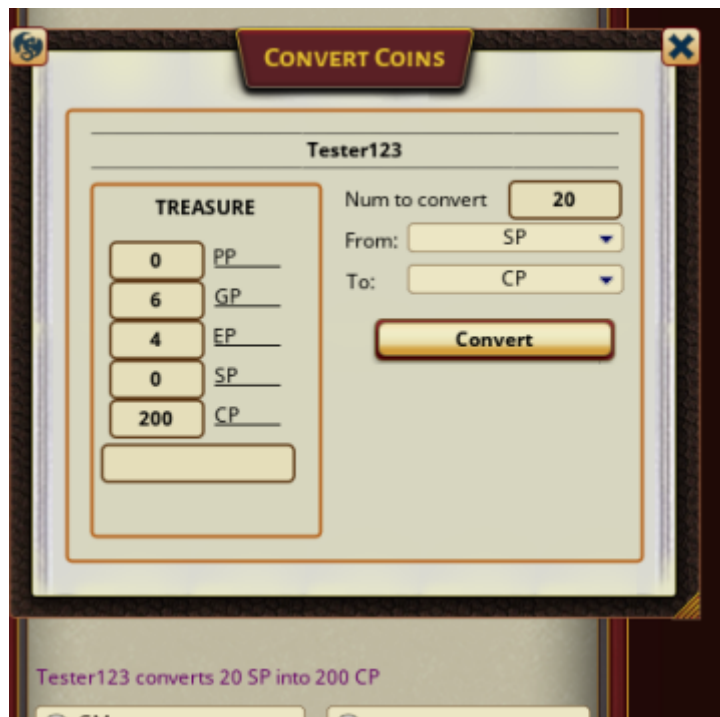 CONVERT COINS
Tester123
TREASURE
0 PP
6 GP
4 EP
0 SP
200 CP
Num to convert 20
From: SP
To: CP
Convert
Tester123 converts 20 SP into 200 CP